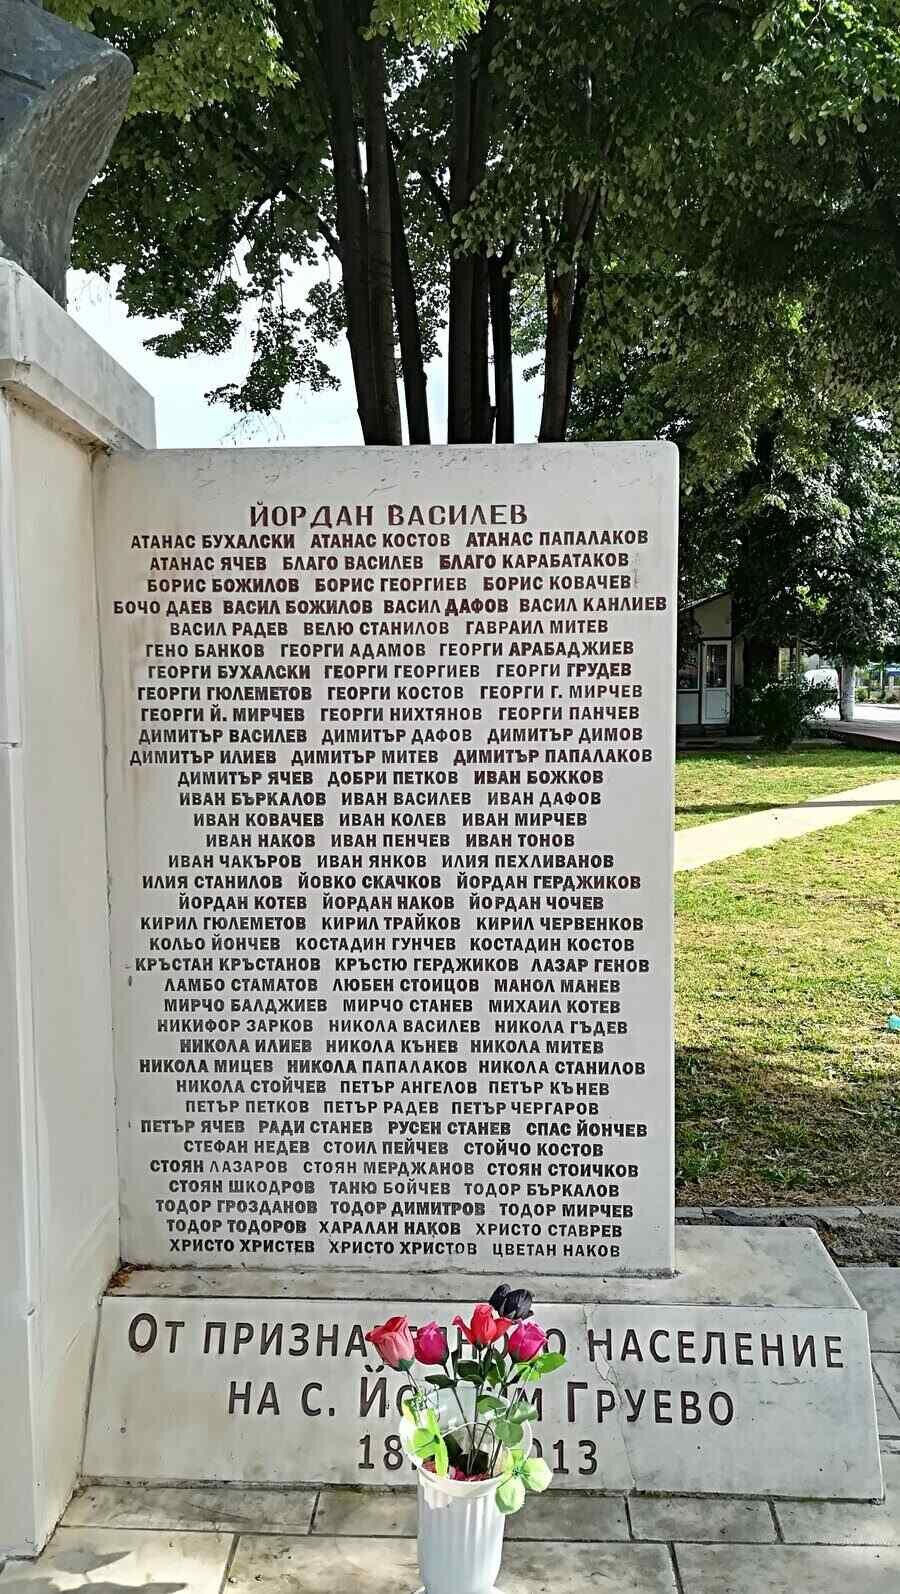 ЙОРДАН ВАСИЛЕВ
АТАНАС БУХАЛСКИ АТАНАС КОСТОВ АТАНАС ПАПАЛАКОВ
АТАНАС ЯЧЕВ БЛАГО ВАСИЛЕВ БЛАГО КАРАБАТАКОВ
БОРИС БОЖИЛОВ БОРИС ГЕОРГИЕВ БОРИС КОВАЧЕВ
БОЧО ДАЕВ ВАСИЛ БОЖИЛОВ ВАСИЛ ДАФОВ ВАСИЛ КАНЛИЕВ
ВАСИЛ РАДЕВ ВЕЛЮ СТАНИЛОВ ГАВРАИЛ МИТЕВ
ГЕНО БАНКОВ ГЕОРГИ АДАМОВ ГЕОРГИ АРАБАДЖИЕВ
ГЕОРГИ БУХАЛСКИ ГЕОРГИ ГЕОРГИЕВ ГЕОРГИ ГРУДЕВ
ГЕОРГИ ГЮЛЕМЕТОВ ГЕОРГИ КОСТОВ ГЕОРГИ Г. МИРЧЕВ
ГЕОРГИ Й. МИРЧЕВ ГЕОРГИ НИХТЯНОВ ГЕОРГИ ПАНЧЕВ
ДИМИТЪР ВАСИЛЕВ ДИМИТЪР ДАФОВ ДИМИТЪР ДИМОВ
ДИМИТЪР ИЛИЕВ ДИМИТЪР МИТЕВ ДИМИТЪР ПАПАЛАКОВ
ДИМИТЪР ЯЧЕВ ДОБРИ ПЕТКОВ ИВАН БОЖКОВ
ИВАН БЪРКАЛОВ ИВАН ВАСИЛЕВ ИВАН ДАФОВ
ИВАН КОВАЧЕВ ИВАН КОЛЕВ ИВАН МИРЧЕВ
ИВАН НАКОВ ИВАН ПЕНЧЕВ ИВАН ТОНОВ
ИВАН ЧАКЪРОВ ИВАН ЯНКОВ ИЛИЯ ПЕХЛИВАНОВ
ИЛИЯ СТАНИЛОВ ЙОВКО СКАЧКОВ ЙОРДАН ГЕРДЖИКОВ
ЙОРДАН КОТЕВ ЙОРДАН НАКОВ ЙОРДАН ЧОЧЕВ
КИРИЛ ГЮЛЕМЕТОВ КИРИЛ ТРАЙКОВ КИРИЛ ЧЕРВЕНКОВ
КОЛЬО ЙОНЧЕВ КОСТАДИН ГУНЧЕВ КОСТАДИН КОСТОВ
КРЪСТАН КРЪСТАНОВ КРЪСТЮ ГЕРДЖИКОВ ЛАЗАР ГЕНОВ
ЛАМБО СТАМАТОВ ЛЮБЕН СТОИЦОВ МАНОЛ МАНЕВ
МИРЧО БАЛДЖИЕВ МИРЧО СТАНЕВ МИХАИЛ КОТЕВ
НИКИФОР ЗАРКОВ НИКОЛА ВАСИЛЕВ НИКОЛА ГЪДЕВ
НИКОЛА ИЛИЕВ НИКОЛА КЪНЕВ НИКОЛА МИТЕВ
НИКОЛА МИЦЕВ НИКОЛА ПАПАЛАКОВ НИКОЛА СТАНИЛОВ
НИКОЛА СТОЙЧЕВ ПЕТЪР АНГЕЛОВ ПЕТЪР КЪНЕВ
ПЕТЪР ПЕТКОВ ПЕТЪР РАДЕВ ПЕТЪР ЧЕРГАРОВ
ПЕТЪР ЯЧЕВ РАДИ СТАНЕВ РУСЕН СТАНЕВ СПАС ЙОНЧЕВ
СТЕФАН НЕДЕВ СТОИЛ ПЕЙЧЕВ СТОЙЧО КОСТОВ
СТОЯН ЛАЗАРОВ СТОЯН МЕРДЖАНОВ СТОЯН СТОИЧКОВ
СТОЯН ШКОДРОВ ТАНЮ БОЙЧЕВ ТОДОР БЪРКАЛОВ
ТОДОР ГРОЗДАНОВ ТОДОР ДИМИТРОВ ТОДОР МИРЧЕВ
ТОДОР ТОДОРОВ ХАРАЛАН НАКОВ ХРИСТО СТАВРЕВ
ХРИСТО ХРИСТЕВ ХРИСТО ХРИСТОВ ЦВЕТАН НАКОВ
ОТ НАСЕЛЕНИЕ
НА С. ГРУЕВО